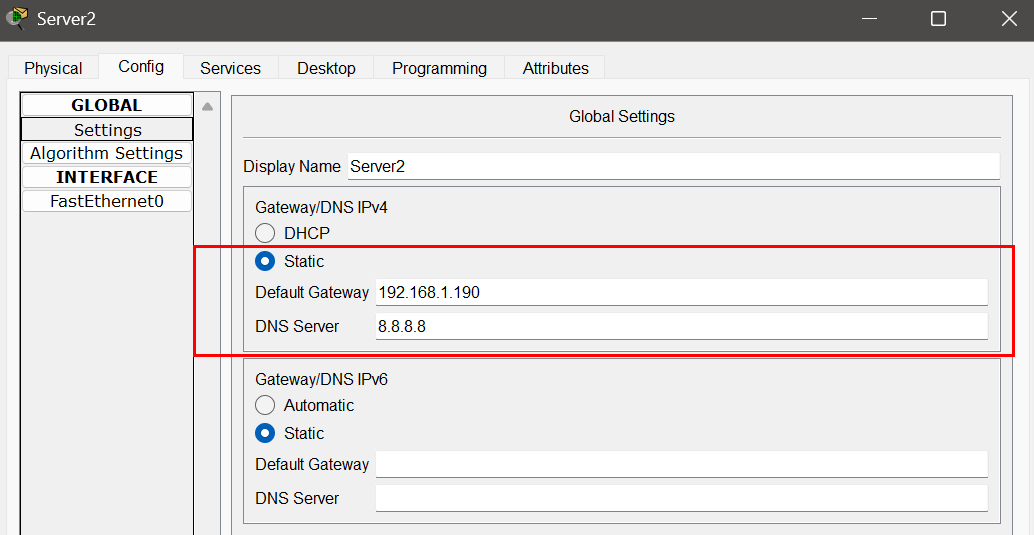 Server2
Physical Config Services Desktop Programming Attributes
GLOBAL
Settings
Algorithm Settings
INTERFACE
FastEthernet0
Global Settings
Display Name Server2
Gateway/DNS IPv4
DHCP
Static
Default Gateway 192.168.1.190
DNS Server 8.8.8.8
Gateway/DNS IPv6
Automatic
Static
Default Gateway
DNS Server